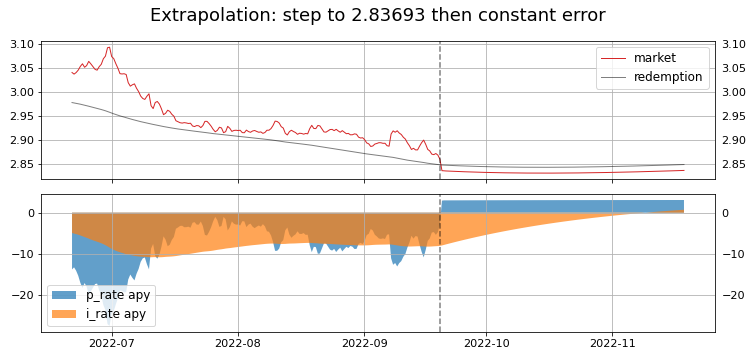 Extrapolation: step to 2.83693 then constant error
3.10 3.10
3.05 3.05
3.00 3.00
2.95 2.95
2.90 2.90
2.85 2.85
market
redemption
0 0
−10 −10
−20 −20
p_rate apy
i_rate apy
2022-07 2022-08 2022-09 2022-10 2022-11